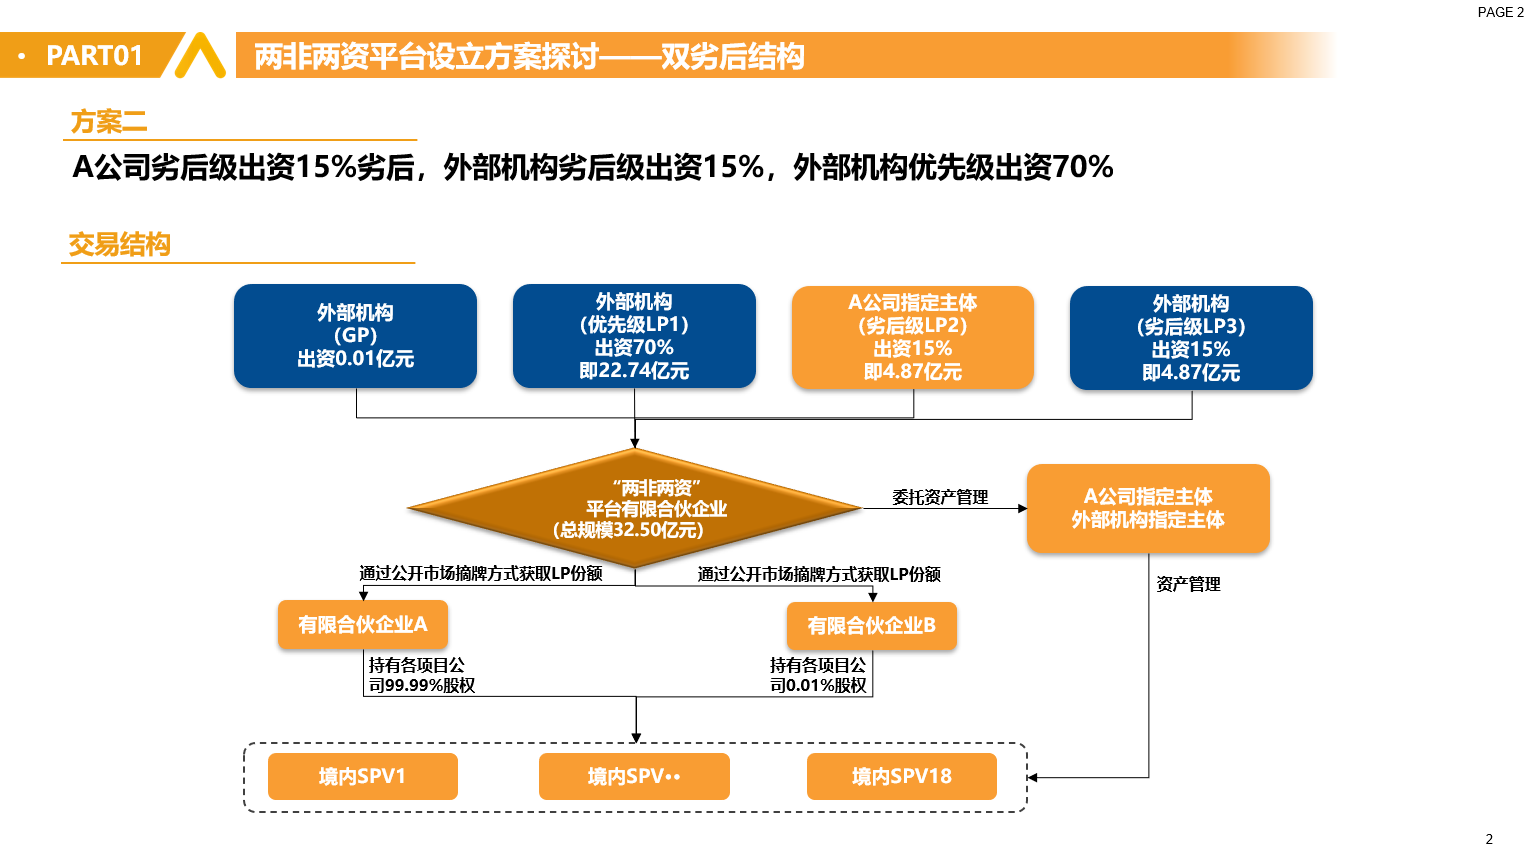 PAGE 2
• PART01
两非两资平台设立方案探讨——双劣后结构
方案二
A公司劣后级出资15%劣后，外部机构劣后级出资15%，外部机构优先级出资70%
交易结构
外部机构
（GP）
出资0.01亿元
外部机构
（优先级LP1）
出资70%
即22.74亿元
A公司指定主体
（劣后级LP2）
出资15%
即4.87亿元
外部机构
（劣后级LP3）
出资15%
即4.87亿元
“两非两资”
平台有限合伙企业
（总规模32.50亿元）
委托资产管理
A公司指定主体
外部机构指定主体
通过公开市场摘牌方式获取LP份额
通过公开市场摘牌方式获取LP份额
资产管理
有限合伙企业A
有限合伙企业B
持有各项目公
司99.99%股权
持有各项目公
司0.01%股权
境内SPV1
境内SPV••
境内SPV18
2